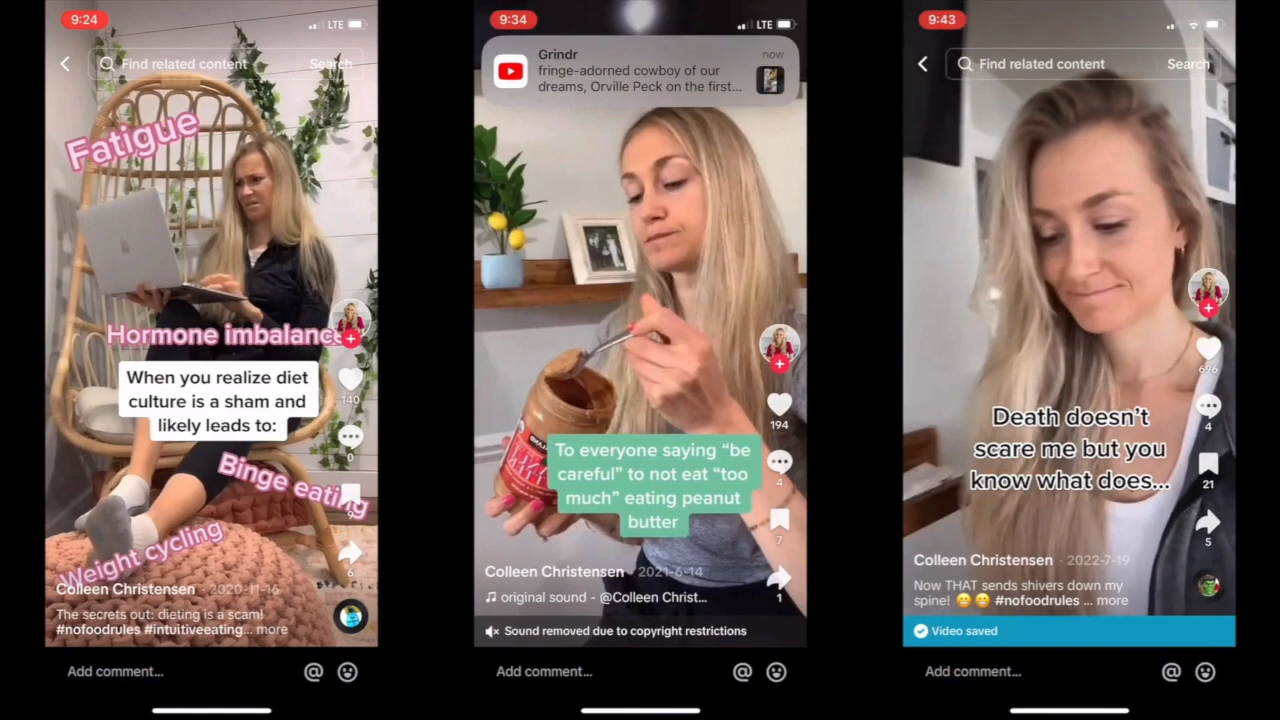 9:24
LTE
Find related content
Search
Fatigue
Hormone imbalance
When you realize diet
culture is a sham and
likely leads to:
Binge eating
Weight cycling
140
0
9
6
Colleen Christensen · 2020-11-16
The secrets out: dieting is a scam!
#nofoodrules #intuitiveeating... more
Add comment...
@
9:34
LTE
Grindr
now
fringe-adorned cowboy of our
dreams, Orville Peck on the first...
To everyone saying “be
careful” to not eat “too
much” eating peanut
butter
194
4
7
1
Colleen Christensen · 2021-6-14
original sound - @Colleen Christ...
Sound removed due to copyright restrictions
Add comment...
@
9:43
Find related content
Search
Death doesn’t
scare me but you
know what does...
696
4
21
5
Colleen Christensen · 2022-7-19
Now THAT sends shivers down my
spine! 😬 😬 #nofoodrules ... more
Video saved
Add comment...
@